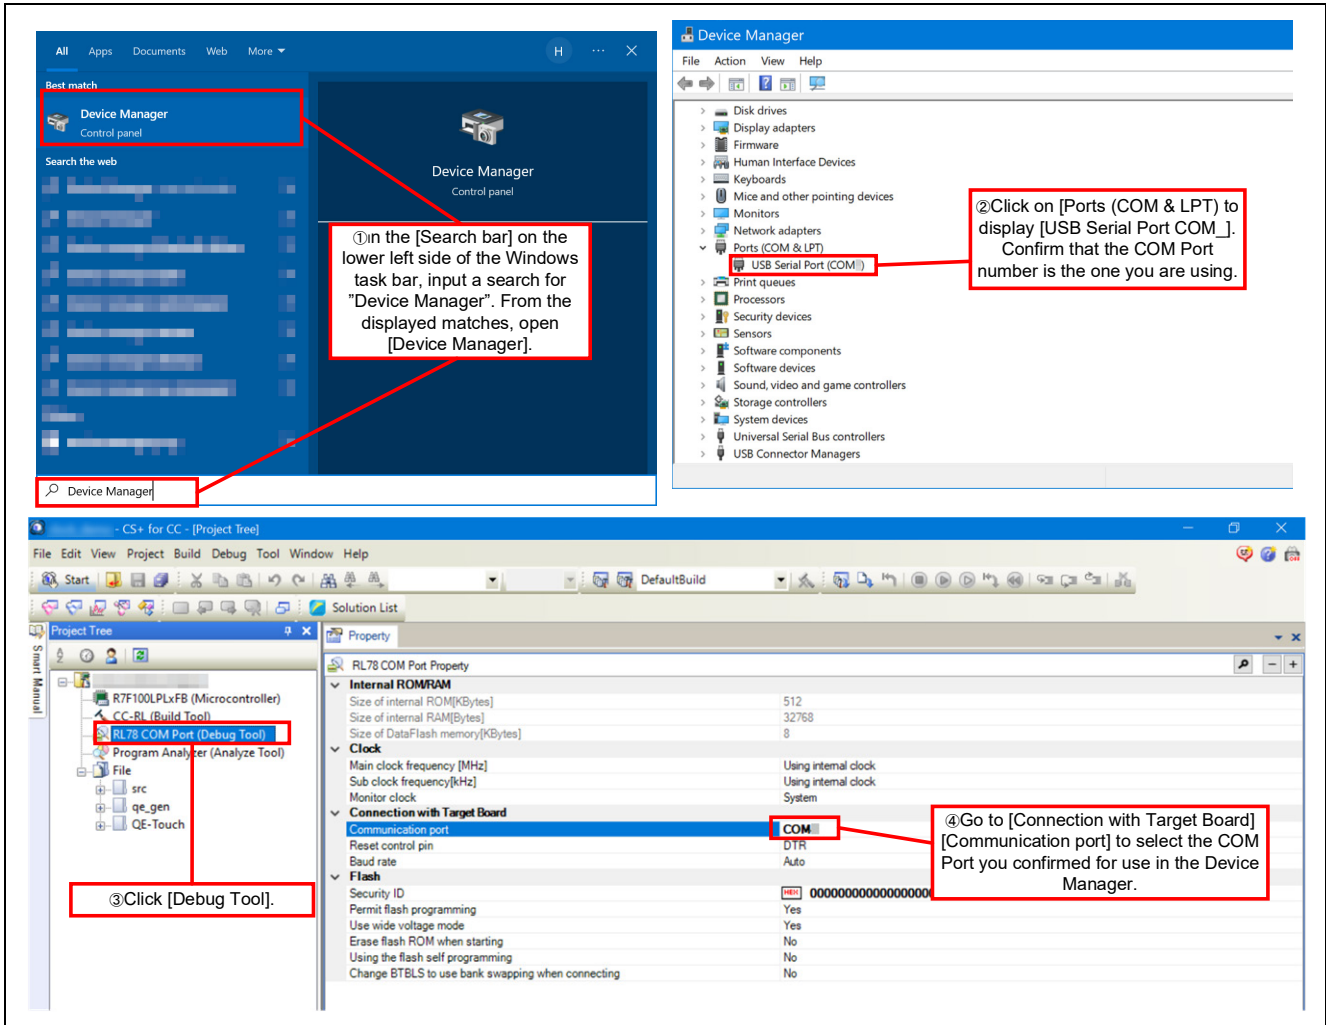 All Apps Documents Web More H ... ×
Best match
Device Manager
Control panel
Search the web
Device Manager
Control panel
①In the [Search bar] on the
lower left side of the Windows
task bar, input a search for
”Device Manager”. From the
displayed matches, open
[Device Manager].
Device Manager
Device Manager
File Action View Help
Disk drives
Display adapters
Firmware
Human Interface Devices
Keyboards
Mice and other pointing devices
Monitors
Network adapters
Ports (COM & LPT)
USB Serial Port (COM )
Print queues
Processors
Security devices
Sensors
Software components
Software devices
Sound, video and game controllers
Storage controllers
System devices
Universal Serial Bus controllers
USB Connector Managers
②Click on [Ports (COM & LPT) to
display [USB Serial Port COM_].
Confirm that the COM Port
number is the one you are using.
- CS+ for CC - [Project Tree]
File Edit View Project Build Debug Tool Window Help
Start DefaultBuild
Solution List
Project Tree
Smart Manual
R7F100LPLxFB (Microcontroller)
CC-RL (Build Tool)
RL78 COM Port (Debug Tool)
Program Analyzer (Analyze Tool)
File
src
qe_gen
QE-Touch
③Click [Debug Tool].
Property
RL78 COM Port Property
Internal ROM/RAM
Size of internal ROM[KBytes] 512
Size of internal RAM[Bytes] 32768
Size of DataFlash memory[KBytes] 8
Clock
Main clock frequency [MHz] Using internal clock
Sub clock frequency[kHz] Using internal clock
Monitor clock System
Connection with Target Board
Communication port COM
Reset control pin DTR
Baud rate Auto
Flash
Security ID HEX 00000000000000000
Permit flash programming Yes
Use wide voltage mode Yes
Erase flash ROM when starting No
Using the flash self programming No
Change BTBLS to use bank swapping when connecting No
④Go to [Connection with Target Board]
[Communication port] to select the COM
Port you confirmed for use in the Device
Manager.